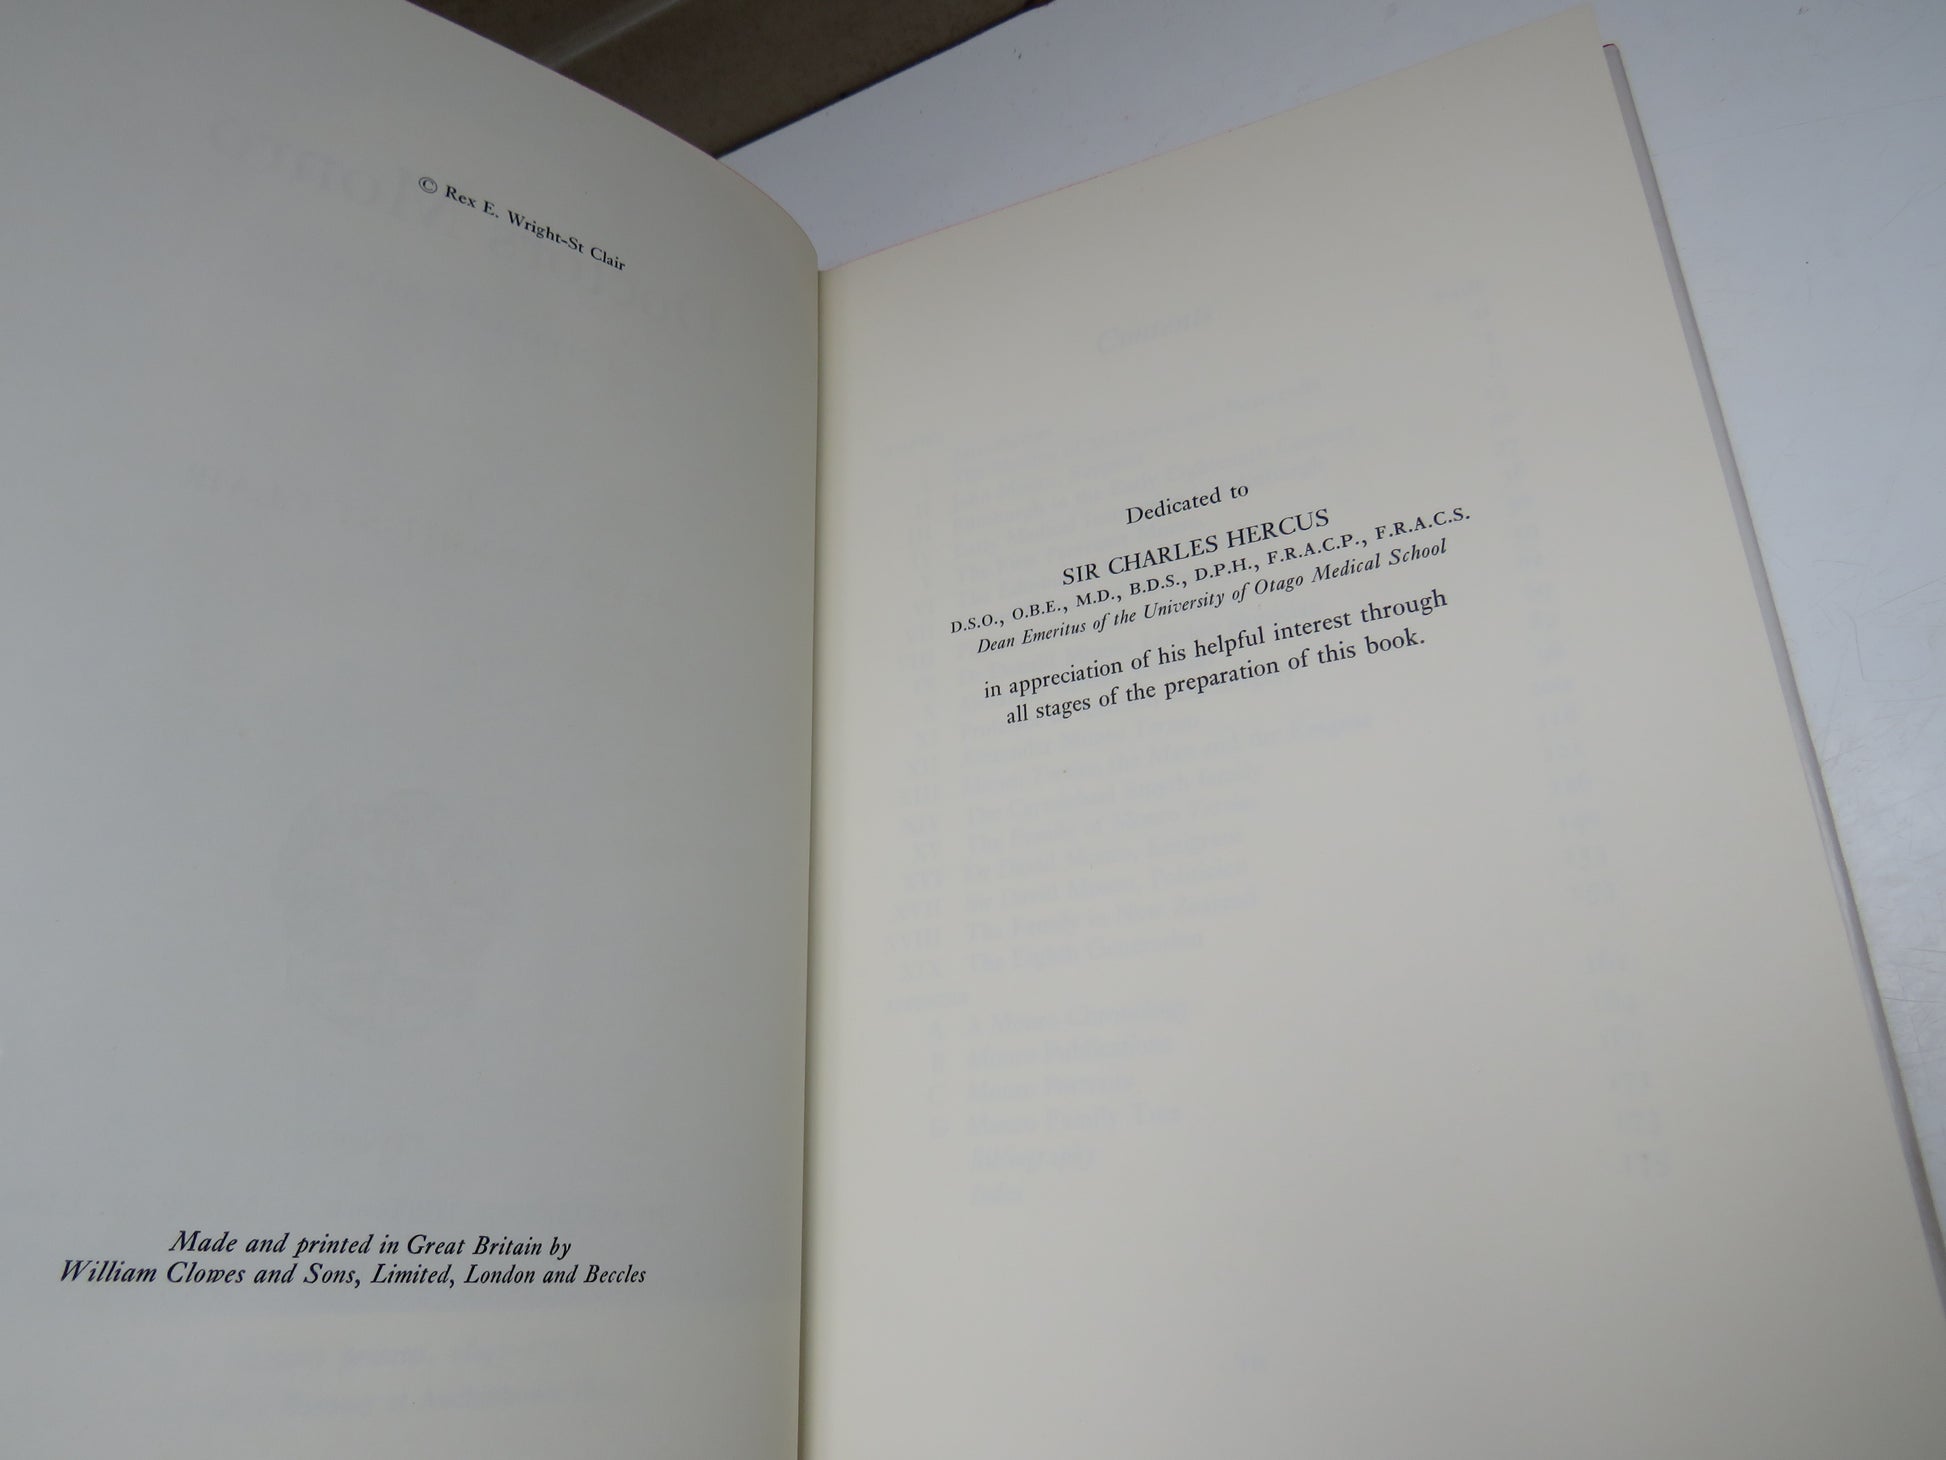 © Rex E. Wright-St Clair
Made and printed in Great Britain by
William Clowes and Sons, Limited, London and Beccles
Dedicated to
SIR CHARLES HERCUS
D.S.O., O.B.E., M.D., B.D.S., D.P.H., F.R.A.C.P., F.R.A.C.S.
Dean Emeritus of the University of Otago Medical School
in appreciation of his helpful interest through
all stages of the preparation of this book.